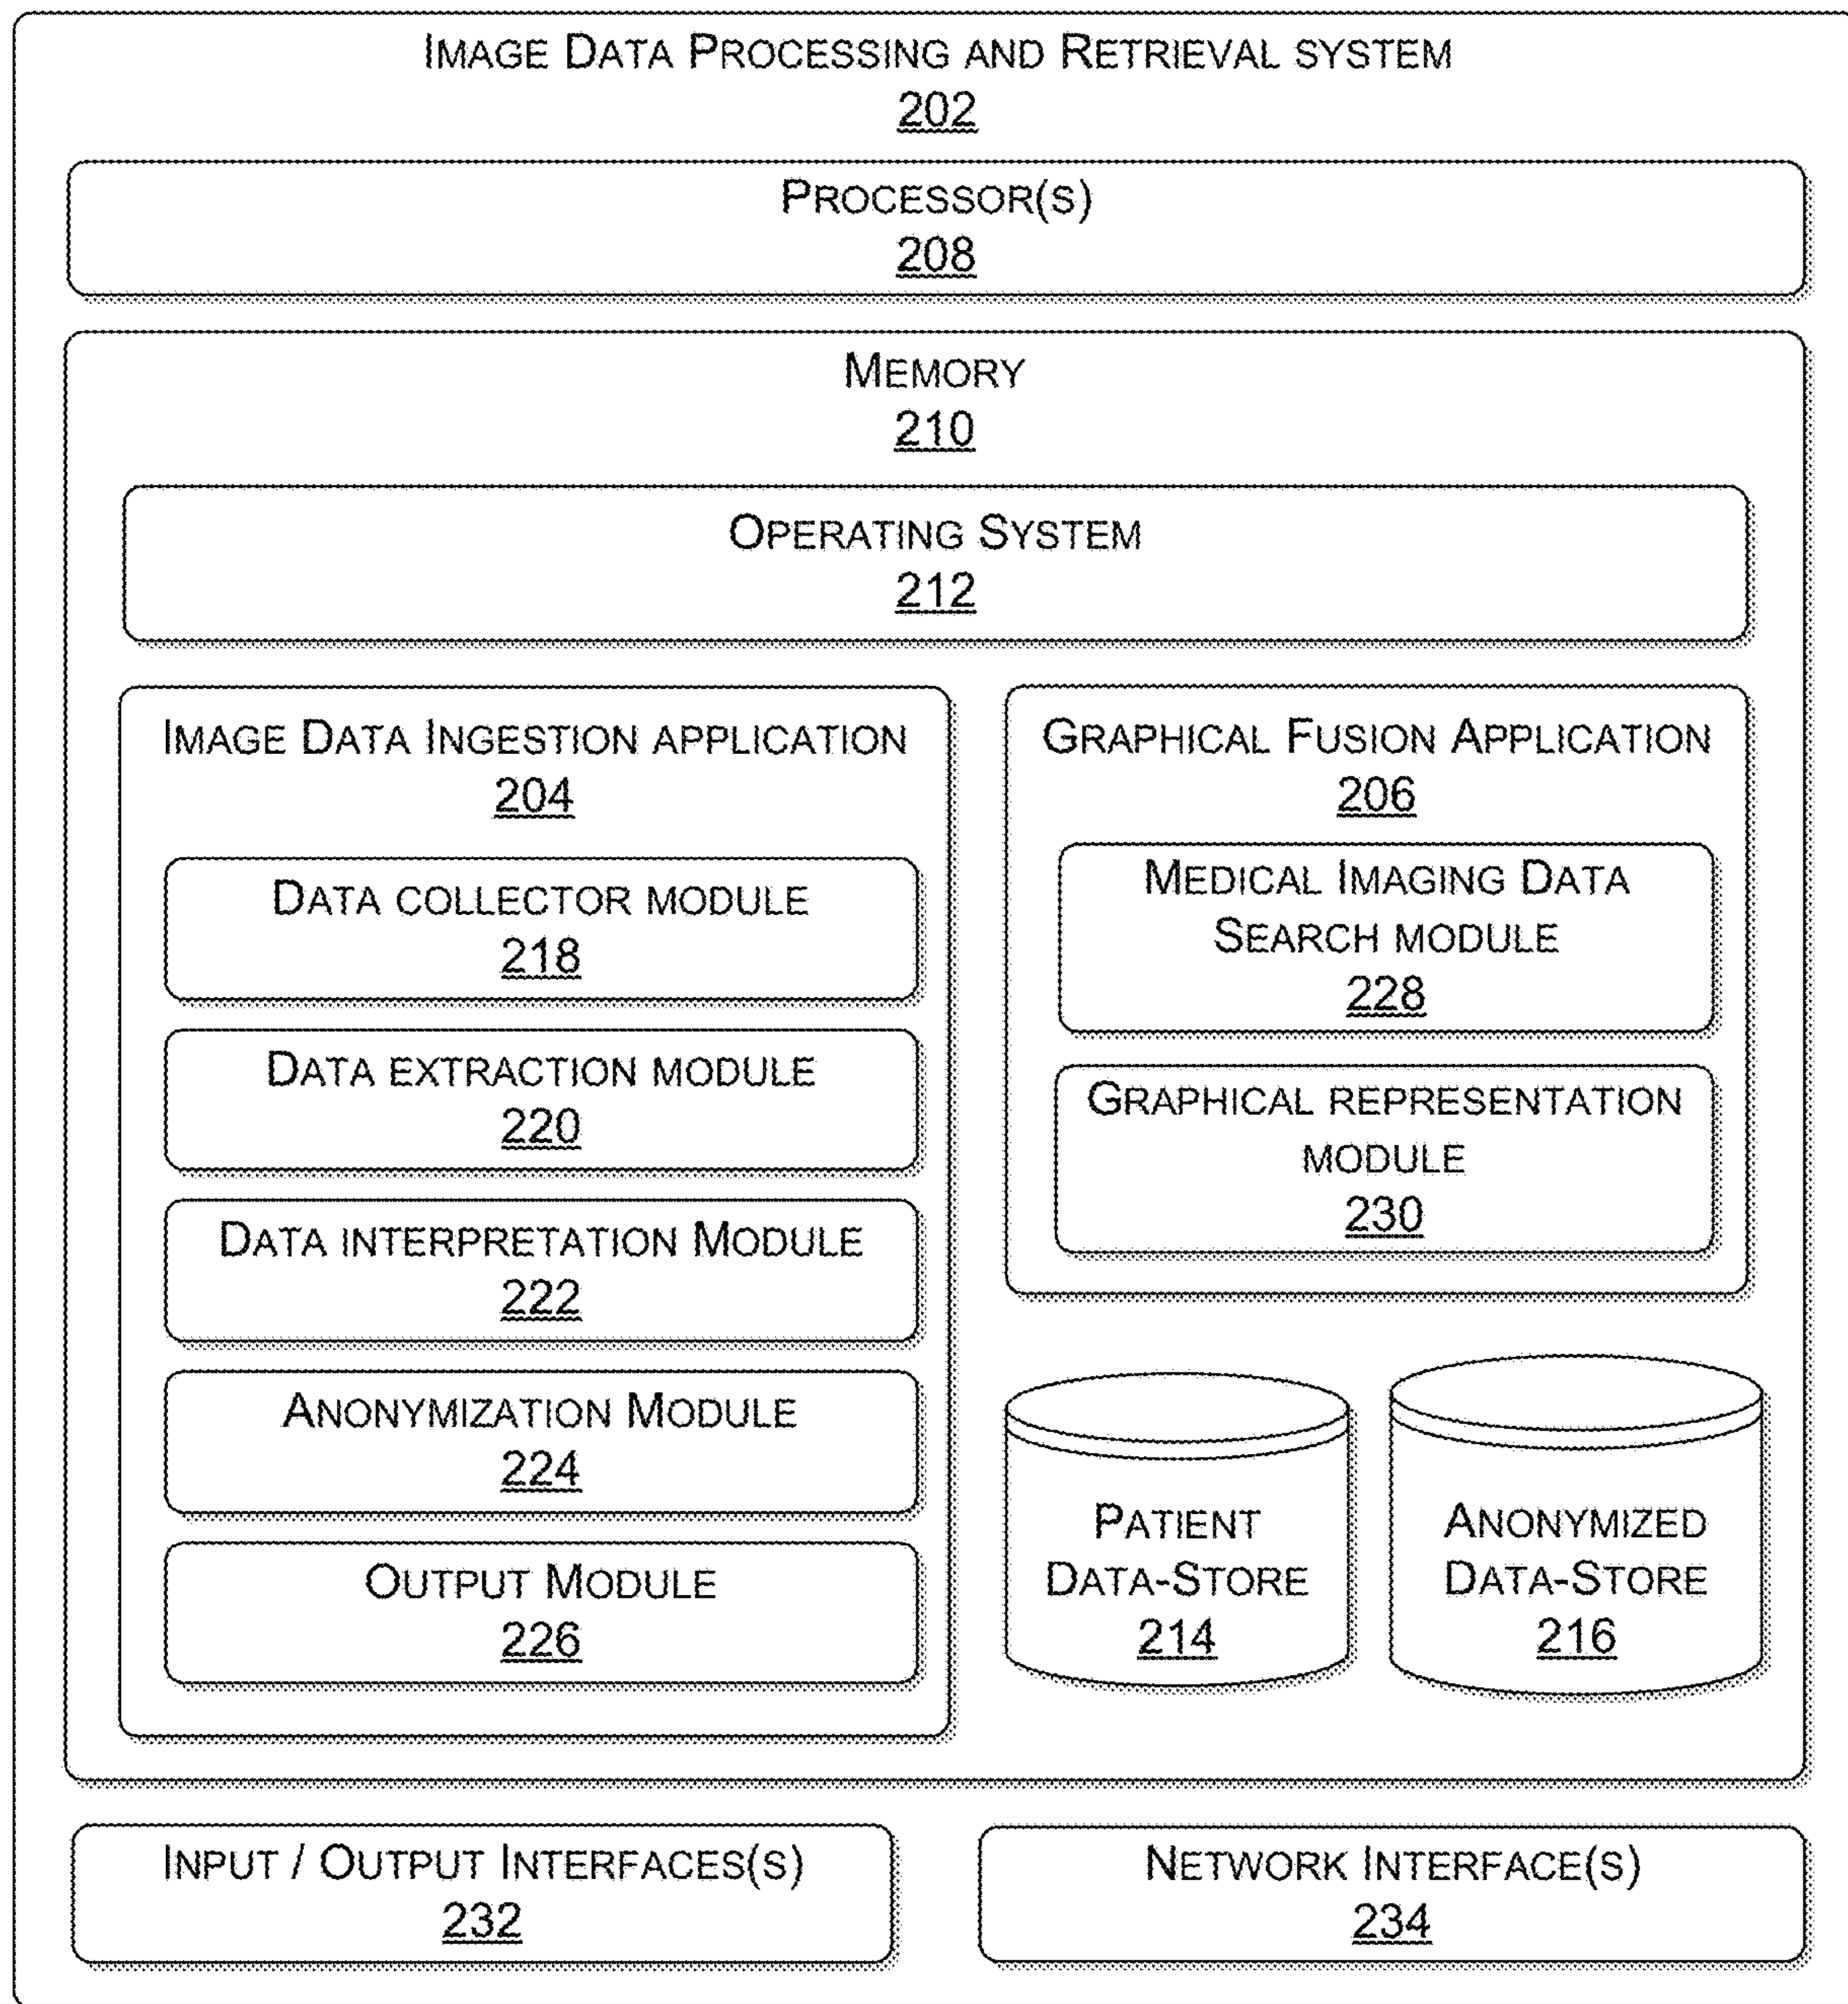 IMAGE DATA PROCESSING AND RETRIEVAL SYSTEM
202
PROCESSOR(S)
208
MEMORY
210
OPERATING SYSTEM
212
IMAGE DATA INGESTION APPLICATION
204
DATA COLLECTOR MODULE
218
DATA EXTRACTION MODULE
220
DATA INTERPRETATION MODULE
222
ANONYMIZATION MODULE
224
OUTPUT MODULE
226
GRAPHICAL FUSION APPLICATION
206
MEDICAL IMAGING DATA
SEARCH MODULE
228
GRAPHICAL REPRESENTATION
MODULE
230
PATIENT
DATA-STORE
214
ANONYMIZED
DATA-STORE
216
INPUT / OUTPUT INTERFACES(S)
232
NETWORK INTERFACE(S)
234